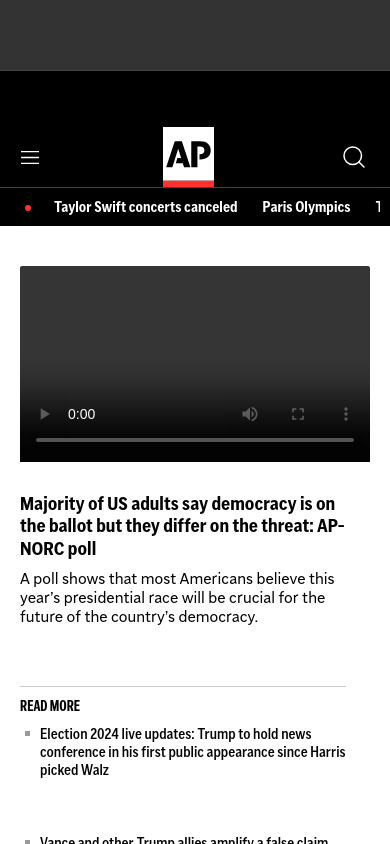 AP
Taylor Swift concerts canceled Paris Olympics
0:00
Majority of US adults say democracy is on
the ballot but they differ on the threat: AP-
NORC poll
A poll shows that most Americans believe this
year’s presidential race will be crucial for the
future of the country’s democracy.
READ MORE
Election 2024 live updates: Trump to hold news
conference in his first public appearance since Harris
picked Walz
Vance and other Trump allies amplify a false claim